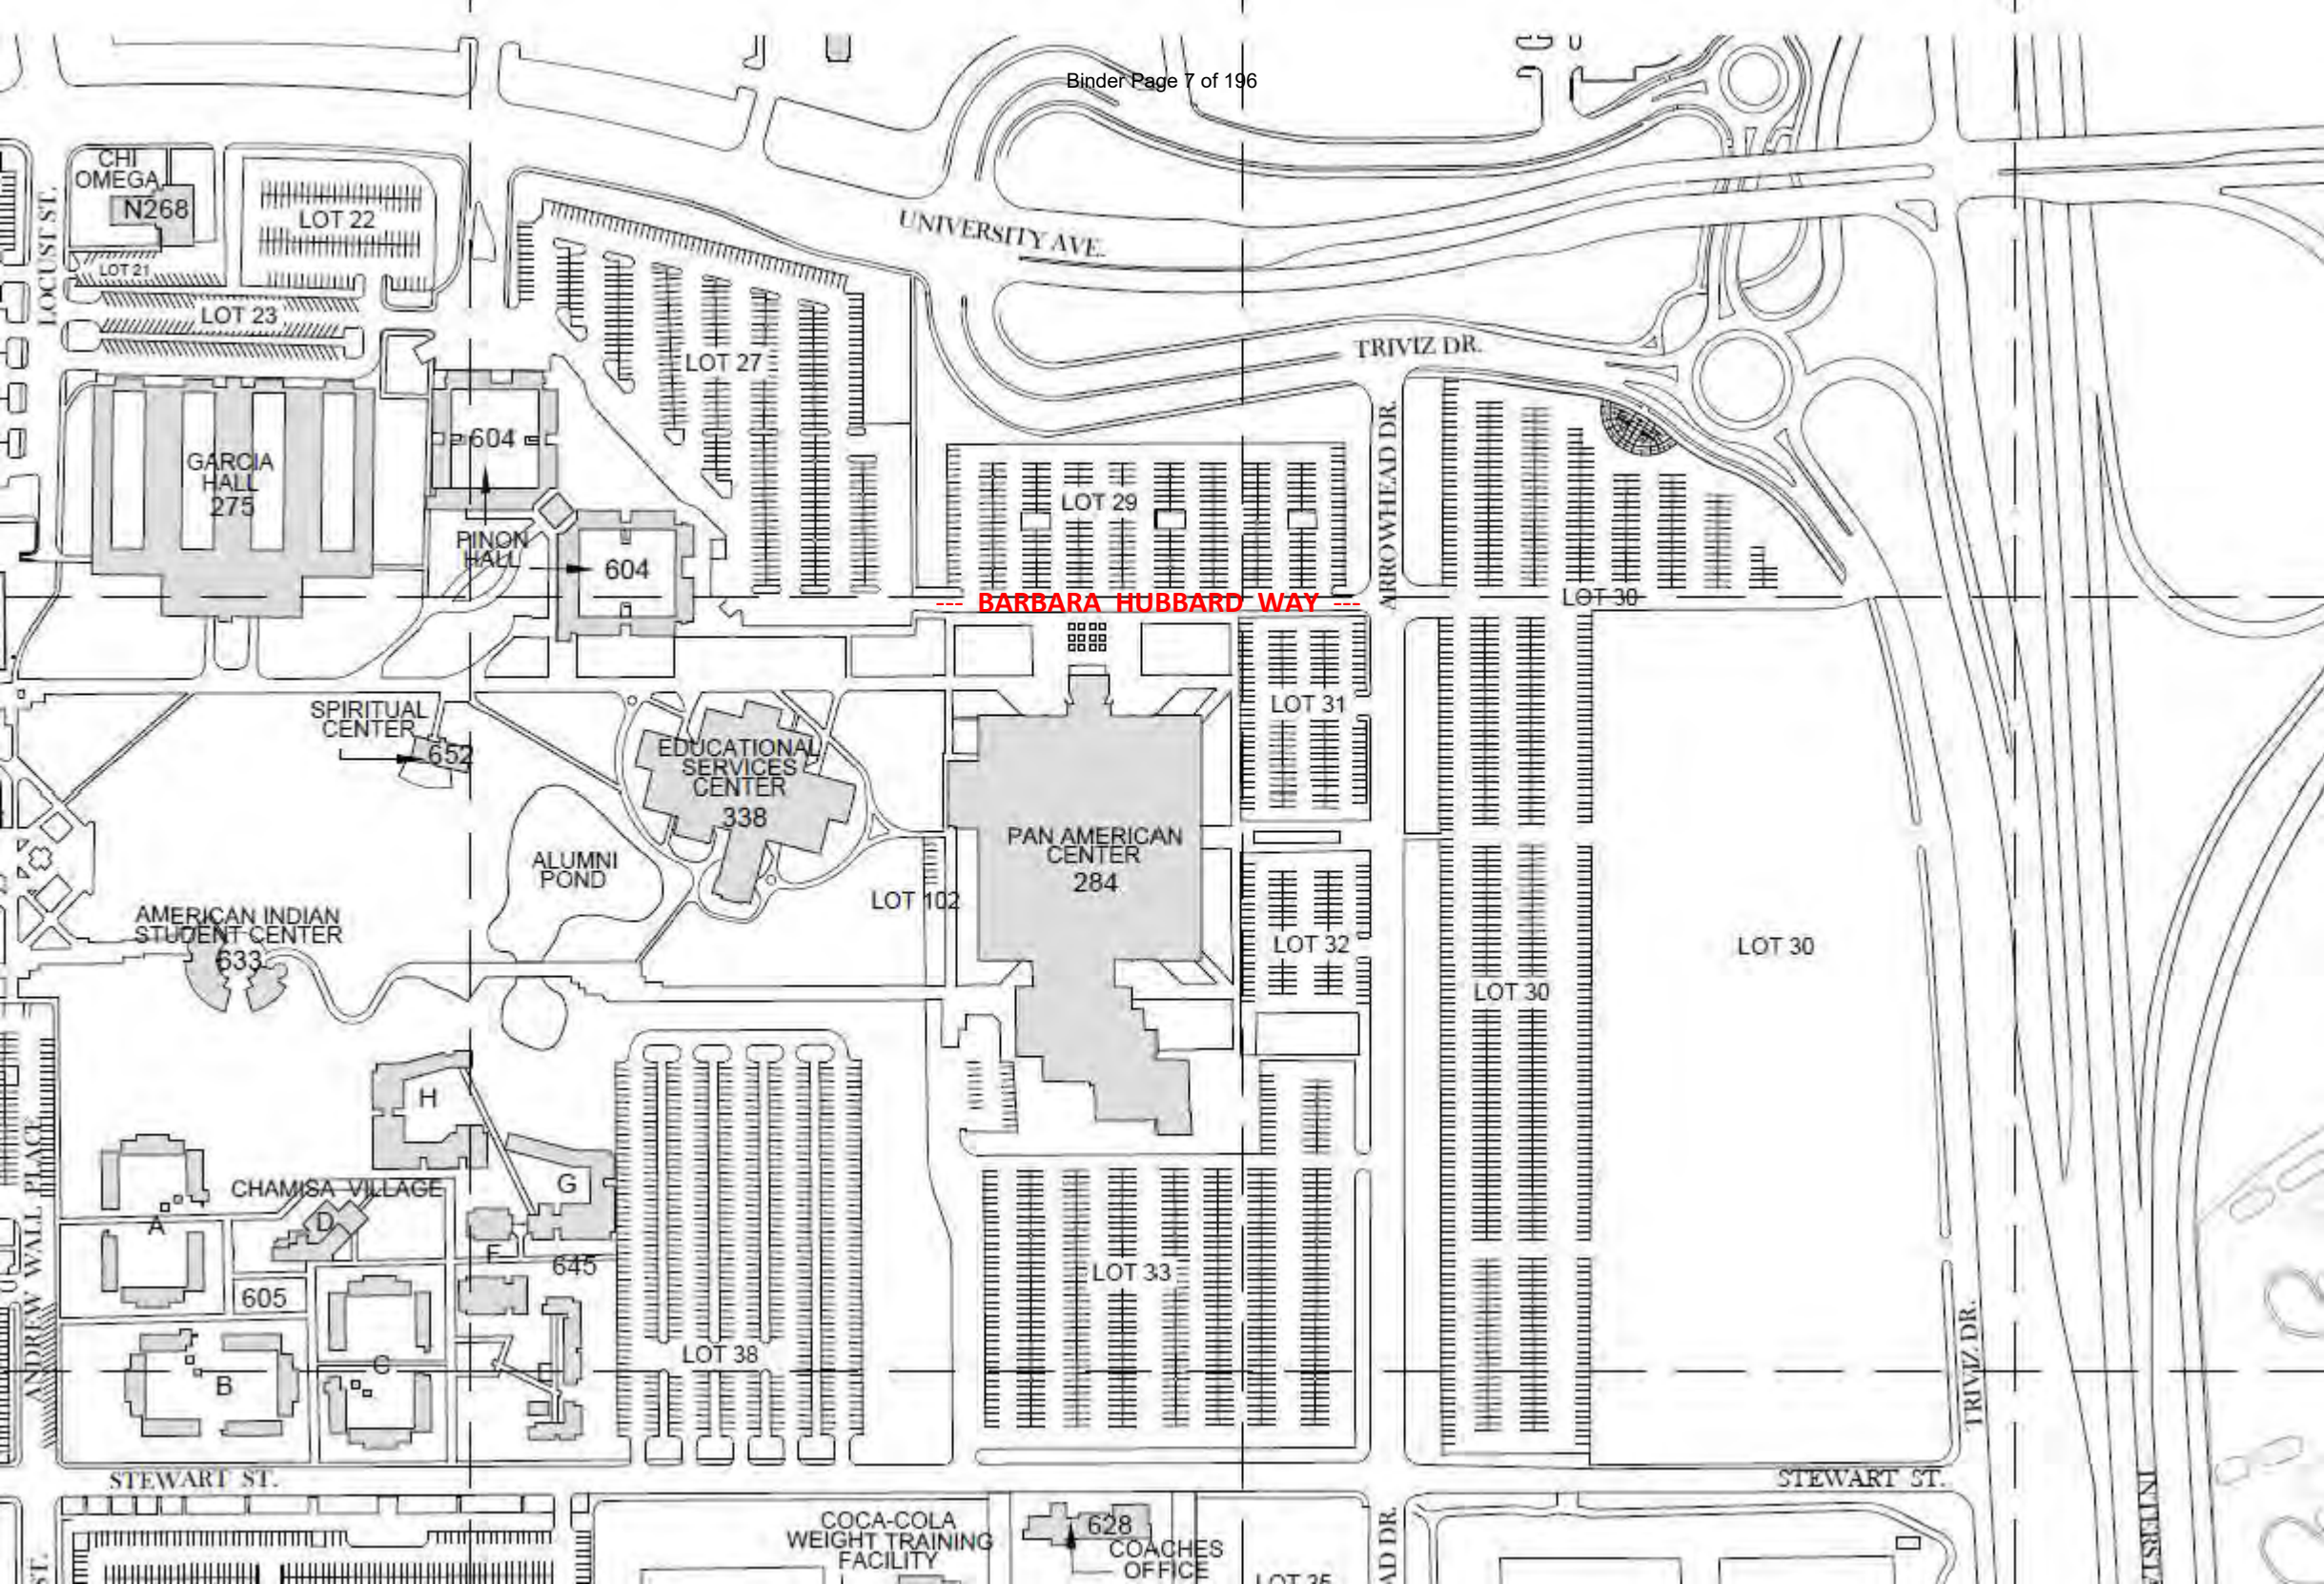 Binder Page 7 of 196
CHI
OMEGA
N268
LOCUST ST.
LOT 22
LOT 21
LOT 23
UNIVERSITY AVE.
TRIVIZ DR.
LOT 27
604
GARCIA
HALL
275
LOT 29
ARROWHEAD DR.
PINON
HALL
604
LOT 30
--- BARBARA HUBBARD WAY ---
SPIRITUAL
CENTER
652
LOT 31
EDUCATIONAL
SERVICES
CENTER
338
PAN AMERICAN
CENTER
284
ALUMNI
POND
LOT 102
AMERICAN INDIAN
STUDENT CENTER
633
LOT 32
LOT 30
LOT 30
H
G
CHAMISA VILLAGE
A
D
F
645
605
LOT 33
LOT 38
B
C
ANDREW WALL PLACE
TRIVIZ DR.
STEWART ST.
STEWART ST.
COCA-COLA
WEIGHT TRAINING
FACILITY
628
COACHES
OFFICE
LOT 35
AD DR.
ST.
INTERSTA